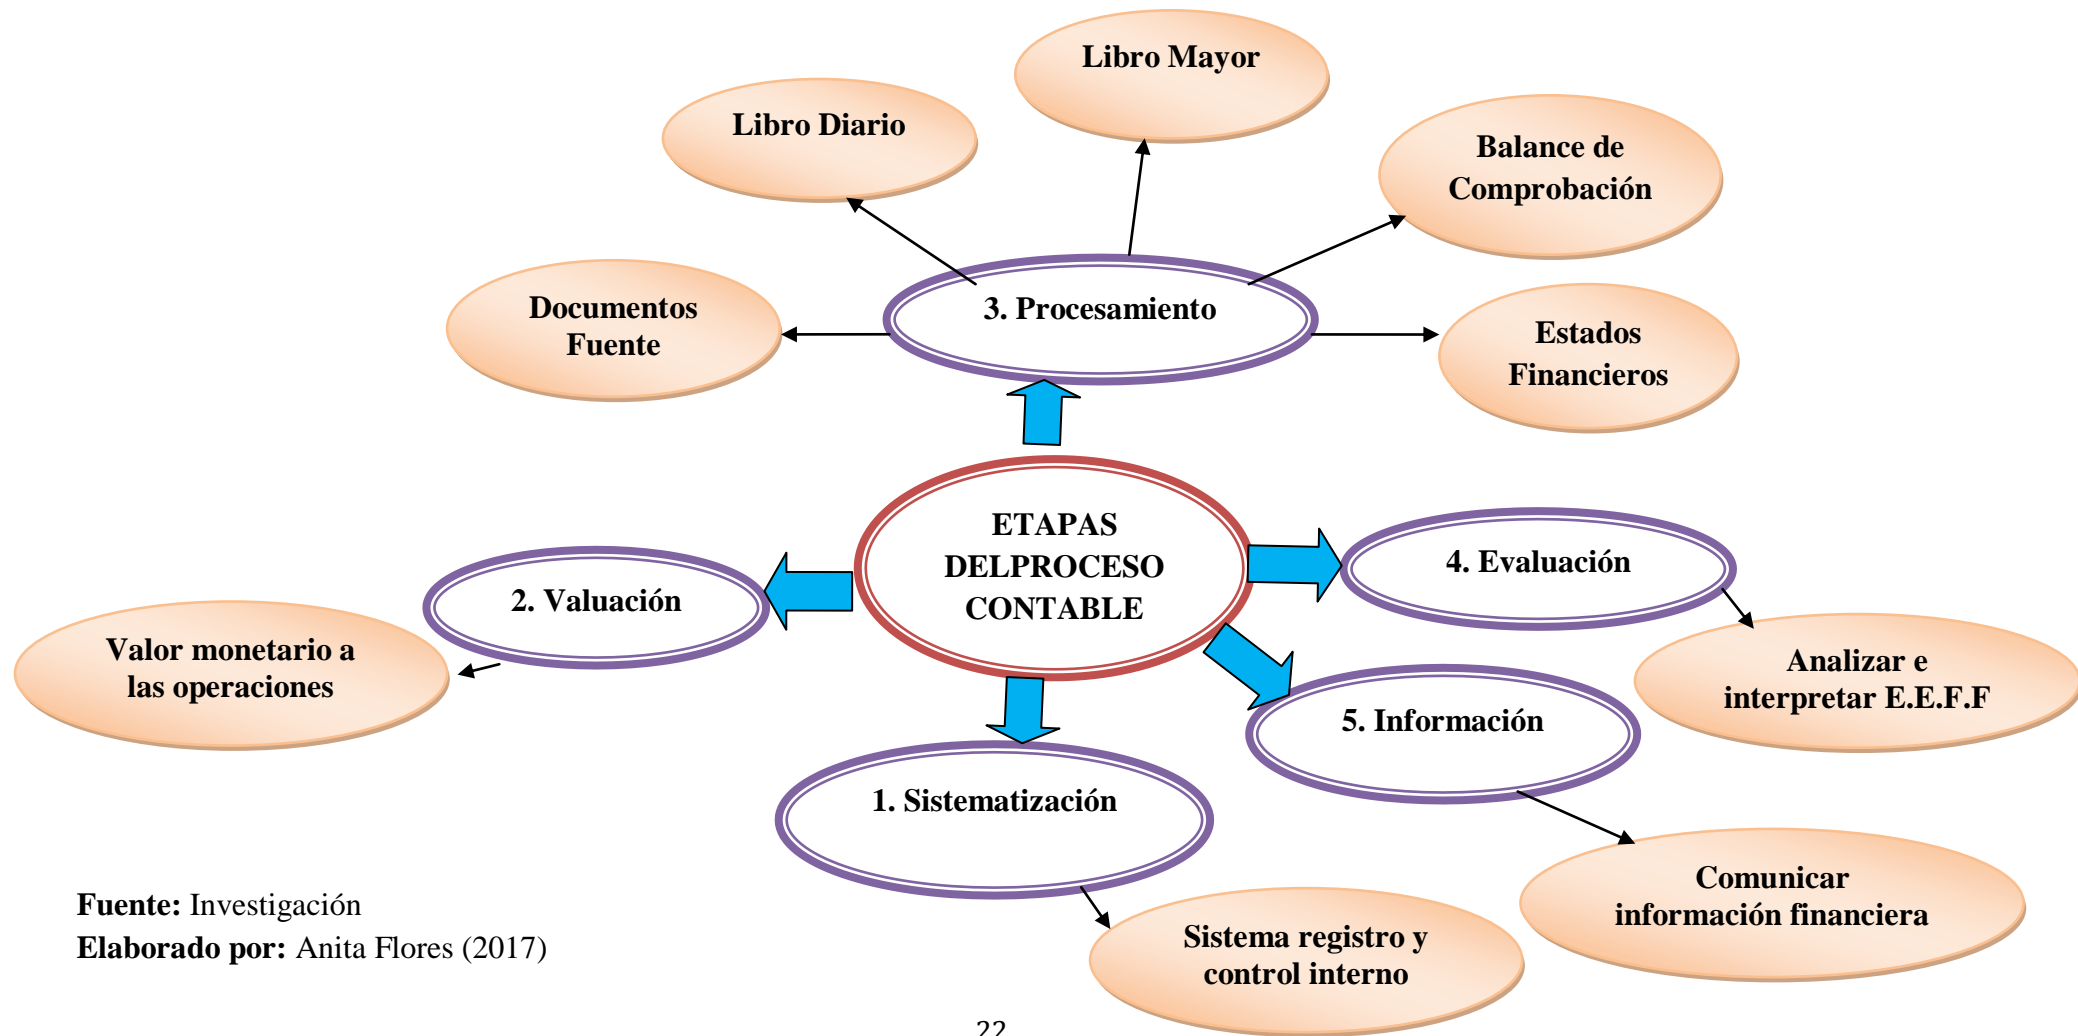 Libro Mayor
Libro Diario
Balance de
Comprobación
Documentos
Fuente
3. Procesamiento
Estados
Financieros
ETAPAS
DELPROCESO
CONTABLE
4. Evaluación
2. Valuación
Valor monetario a
las operaciones
Analizar e
interpretar E.E.F.F
5. Información
1. Sistematización
Comunicar
información financiera
Sistema registro y
control interno
Fuente: Investigación
Elaborado por: Anita Flores (2017)
22